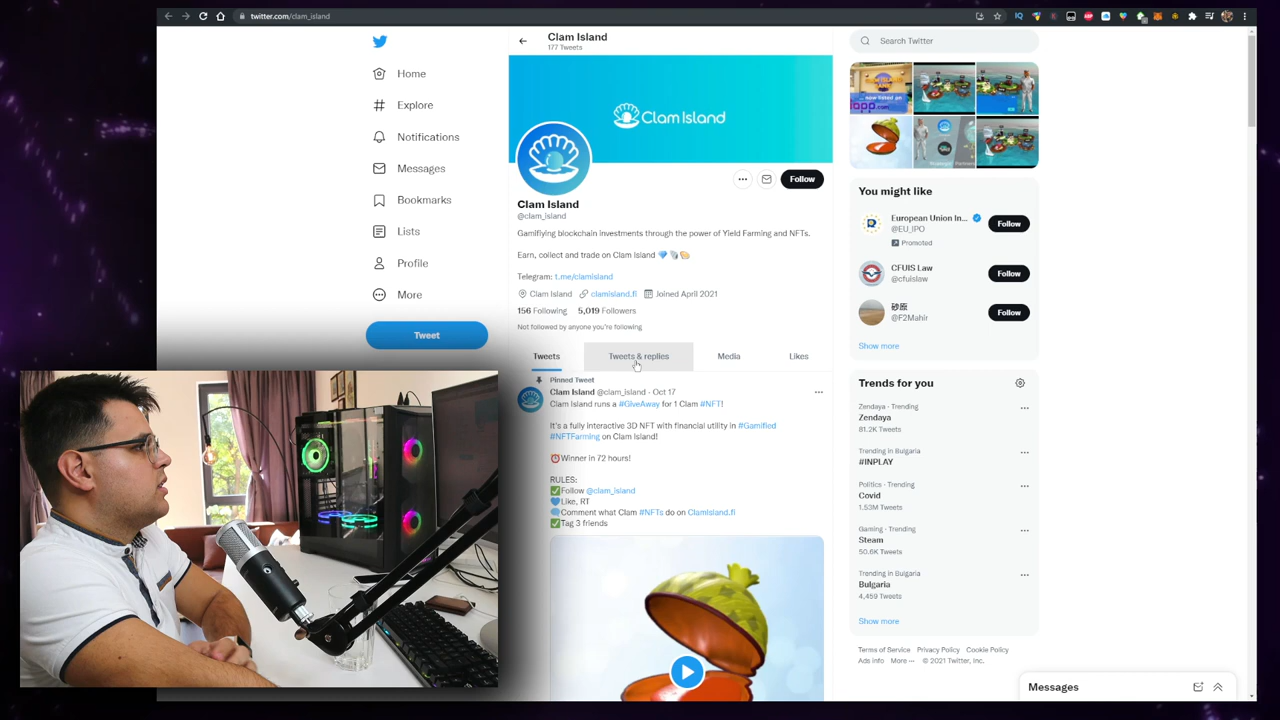 twitter.com/clam_island
Home
Explore
Notifications
Messages
Bookmarks
Lists
Profile
More
Tweet
Clam Island
177 Tweets
Clam Island
Follow
Clam Island
@clam_island
Gamifiying blockchain investments through the power of Yield Farming and NFTs.
Earn, collect and trade on Clam Island
Telegram: t.me/clamisland
Clam Island clamisland.fi Joined April 2021
156 Following 5,019 Followers
Not followed by anyone you're following
Tweets Tweets & replies Media Likes
Pinned Tweet
Clam Island @clam_island · Oct 17
Clam Island runs a #GiveAway for 1 Clam #NFT!
It's a fully interactive 3D NFT with financial utility in #Gamified
#NFTFarming on Clam Island!
⏰Winner in 72 hours!
RULES:
✅Follow @clam_island
💙Like, RT
🗨Comment what Clam #NFTs do on ClamIsland.fi
✅Tag 3 friends
Search Twitter
now listed on
You might like
European Union In...
@EU_IPO
Promoted
Follow
CFIUS Law
@cfiuslaw
Follow
砂原
@F2Mahir
Follow
Show more
Trends for you
Zendaya · Trending
Zendaya
81.2K Tweets
Trending in Bulgaria
#INPLAY
Politics · Trending
Covid
1.53M Tweets
Gaming · Trending
Steam
50.6K Tweets
Trending in Bulgaria
Bulgaria
4,459 Tweets
Show more
Terms of Service Privacy Policy Cookie Policy
Ads info More ··· © 2021 Twitter, Inc.
Messages